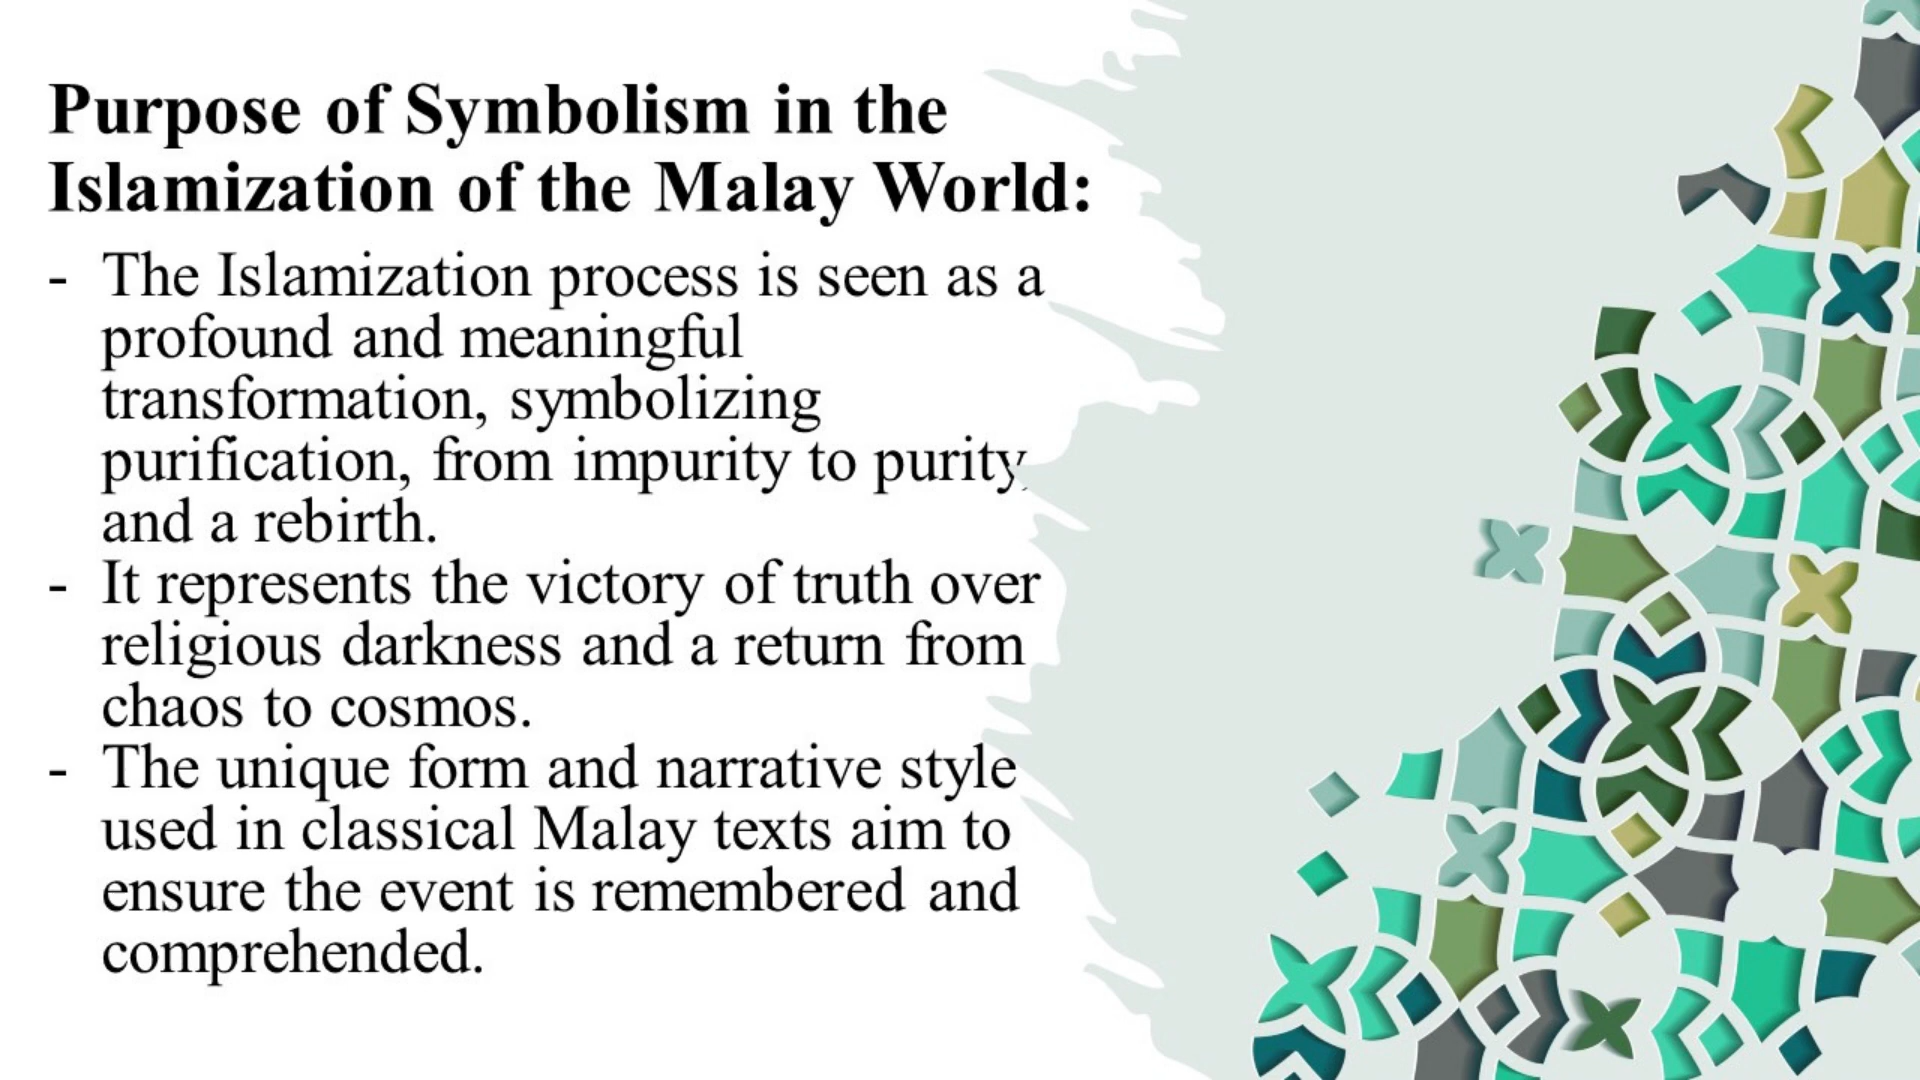 Purpose of Symbolism in the
Islamization of the Malay World:
- The Islamization process is seen as a
profound and meaningful
transformation, symbolizing
purification, from impurity to purity,
and a rebirth.
- It represents the victory of truth over
religious darkness and a return from
chaos to cosmos.
- The unique form and narrative style
used in classical Malay texts aim to
ensure the event is remembered and
comprehended.